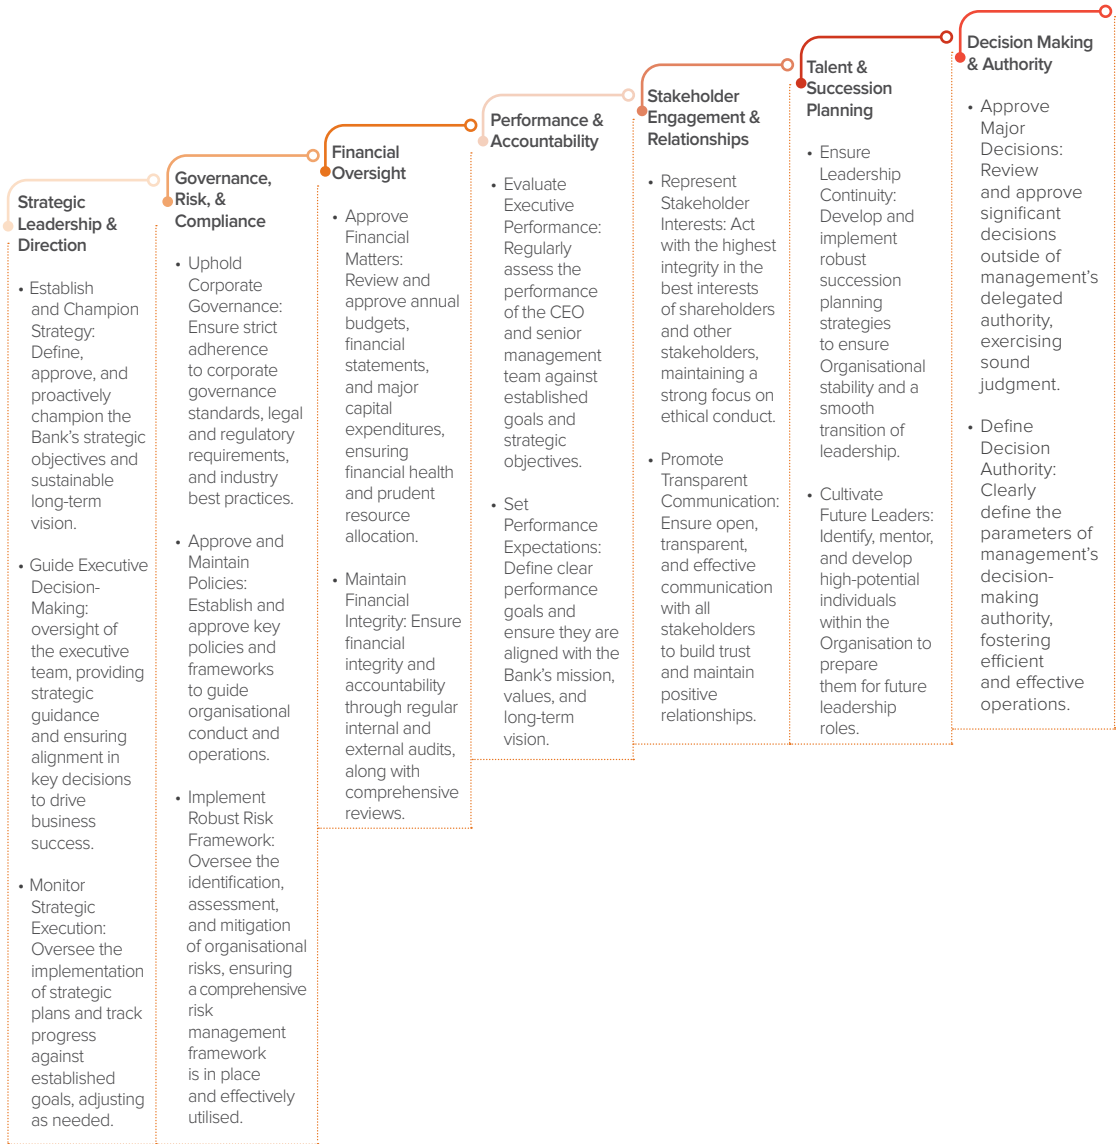 Strategic
Leadership &
Direction
• Establish
and Champion
Strategy:
Define,
approve, and
proactively
champion the
Bank's strategic
objectives and
sustainable
long-term
vision.
• Guide Executive
Decision-
Making:
oversight of
the executive
team, providing
strategic
guidance
and ensuring
alignment in
key decisions
to drive
business
success.
• Monitor
Strategic
Execution:
Oversee the
implementation
of strategic
plans and track
progress
against
established
goals, adjusting
as needed.
Governance,
Risk, &
Compliance
• Uphold
Corporate
Governance:
Ensure strict
adherence
to corporate
governance
standards, legal
and regulatory
requirements,
and industry
best practices.
• Approve and
Maintain
Policies:
Establish and
approve key
policies and
frameworks
to guide
organisational
conduct and
operations.
• Implement
Robust Risk
Framework:
Oversee the
identification,
assessment,
and mitigation
of organisational
risks, ensuring
a comprehensive
risk
management
framework
is in place
and effectively
utilised.
Financial
Oversight
• Approve
Financial
Matters:
Review and
approve annual
budgets,
financial
statements,
and major
capital
expenditures,
ensuring
financial health
and prudent
resource
allocation.
• Maintain
Financial
Integrity: Ensure
financial
integrity and
accountability
through regular
internal and
external audits,
along with
comprehensive
reviews.
Performance &
Accountability
• Evaluate
Executive
Performance:
Regularly
assess the
performance
of the CEO
and senior
management
team against
established
goals and
strategic
objectives.
• Set
Performance
Expectations:
Define clear
performance
goals and
ensure they are
aligned with the
Bank's mission,
values, and
long-term
vision.
Stakeholder
Engagement &
Relationships
• Represent
Stakeholder
Interests: Act
with the highest
integrity in the
best interests
of shareholders
and other
stakeholders,
maintaining a
strong focus on
ethical conduct.
• Promote
Transparent
Communication:
Ensure open,
transparent,
and effective
communication
with all
stakeholders
to build trust
and maintain
positive
relationships.
Talent &
Succession
Planning
• Ensure
Leadership
Continuity:
Develop and
implement
robust
succession
planning
strategies
to ensure
Organisational
stability and a
smooth
transition of
leadership.
• Cultivate
Future Leaders:
Identify, mentor,
and develop
high-potential
individuals
within the
Organisation to
prepare
them for future
leadership
roles.
Decision Making
& Authority
• Approve
Major
Decisions:
Review
and approve
significant
decisions
outside of
management's
delegated
authority,
exercising
sound
judgment.
• Define
Decision
Authority:
Clearly
define the
parameters of
management's
decision-
making
authority,
fostering
efficient
and effective
operations.